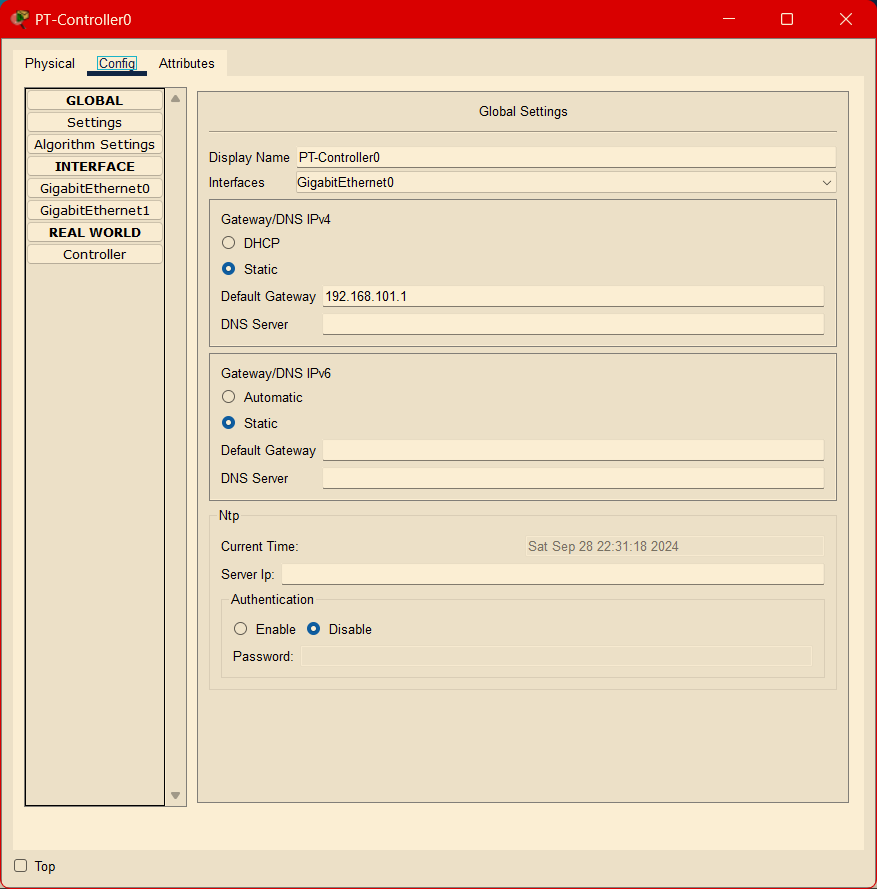 PT-Controller0
Physical Config Attributes
GLOBAL
Settings
Algorithm Settings
INTERFACE
GigabitEthernet0
GigabitEthernet1
REAL WORLD
Controller
Global Settings
Display Name PT-Controller0
Interfaces GigabitEthernet0
Gateway/DNS IPv4
DHCP
Static
Default Gateway 192.168.101.1
DNS Server
Gateway/DNS IPv6
Automatic
Static
Default Gateway
DNS Server
Ntp
Current Time: Sat Sep 28 22:31:18 2024
Server Ip:
Authentication
Enable Disable
Password:
Top